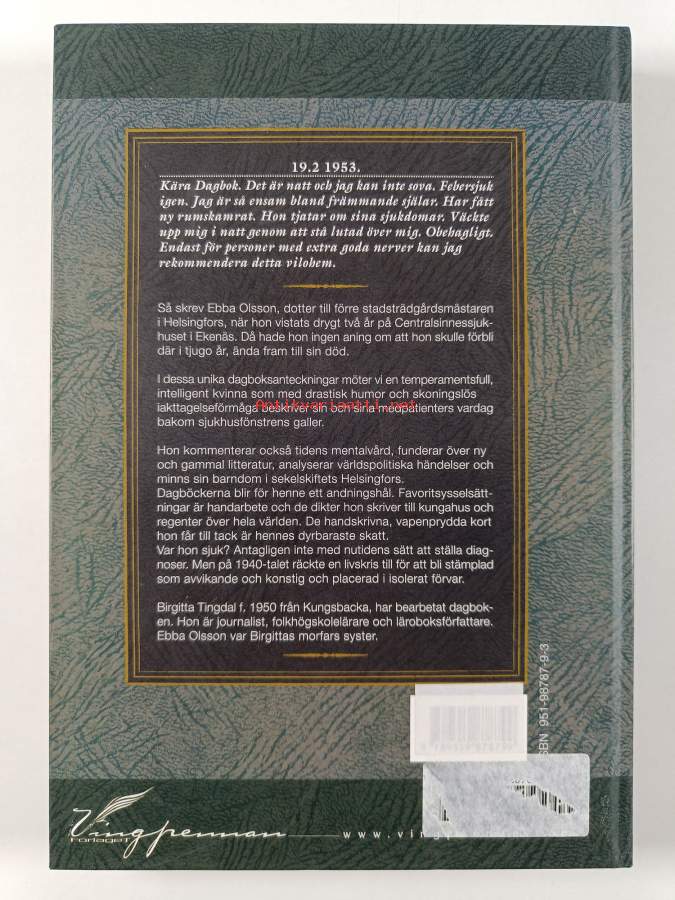 19.2 1953.
Kära Dagbok. Det är natt och jag kan inte sova. Febersjuk
igen. Jag är så ensam bland främmande själar. Har fått
ny rumskamrat. Hon tjatar om sina sjukdomar. Väckte
upp mig i natt genom att stå lutad över mig. Obehagligt.
Endast för personer med extra goda nerver kan jag
rekommendera detta vilohem.
Så skrev Ebba Olsson, dotter till förre stadsträdgårdsmästaren
i Helsingfors, när hon vistats drygt två år på Centralsinnessjuk-
huset i Ekenäs. Då hade hon ingen aning om att hon skulle förbli
där i tjugo år, ända fram till sin död.
I dessa unika dagboksanteckningar möter vi en temperamentsfull,
intelligent kvinna som med drastisk humor och skoningslös
iakttagelseförmåga beskriver sin och sina medpatienters vardag
Antikvariaatti.net
bakom sjukhusfönstrens galler.
Hon kommenterar också tidens mentalvård, funderar över ny
och gammal litteratur, analyserar världspolitiska händelser och
minns sin barndom i sekelskiftets Helsingfors.
Dagböckerna blir för henne ett andningshål. Favoritsysselsätt-
ningar är handarbete och de dikter hon skriver till kungahus och
regenter över hela världen. De handskrivna, vapenprydda kort
hon får till tack är hennes dyrbaraste skatt.
Var hon sjuk? Antagligen inte med nutidens sätt att ställa diag-
noser. Men på 1940-talet räckte en livskris till för att bli stämplad
som avvikande och konstig och placerad i isolerat förvar.
Birgitta Tingdal f. 1950 från Kungsbacka, har bearbetat dagbok-
en. Hon är journalist, folkhögskolelärare och läroboksförfattare.
Ebba Olsson var Birgittas morfars syster.
ISBN 951-98787-9-3
Vingpennan
Förlaget
www.ving